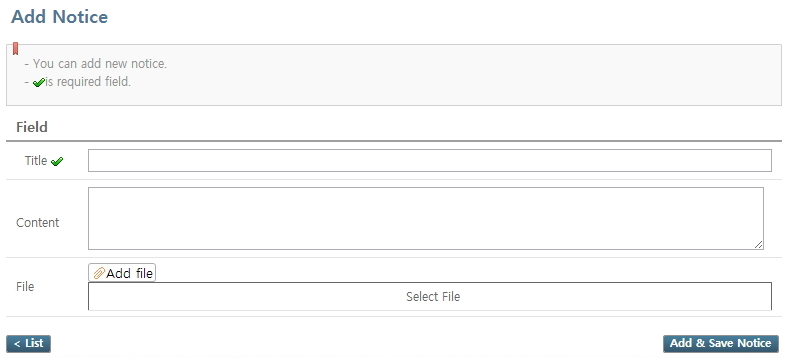 Add Notice
- You can add new notice.
- is required field.
Field
Title
Content
File
Add file
Select File
< List
Add & Save Notice